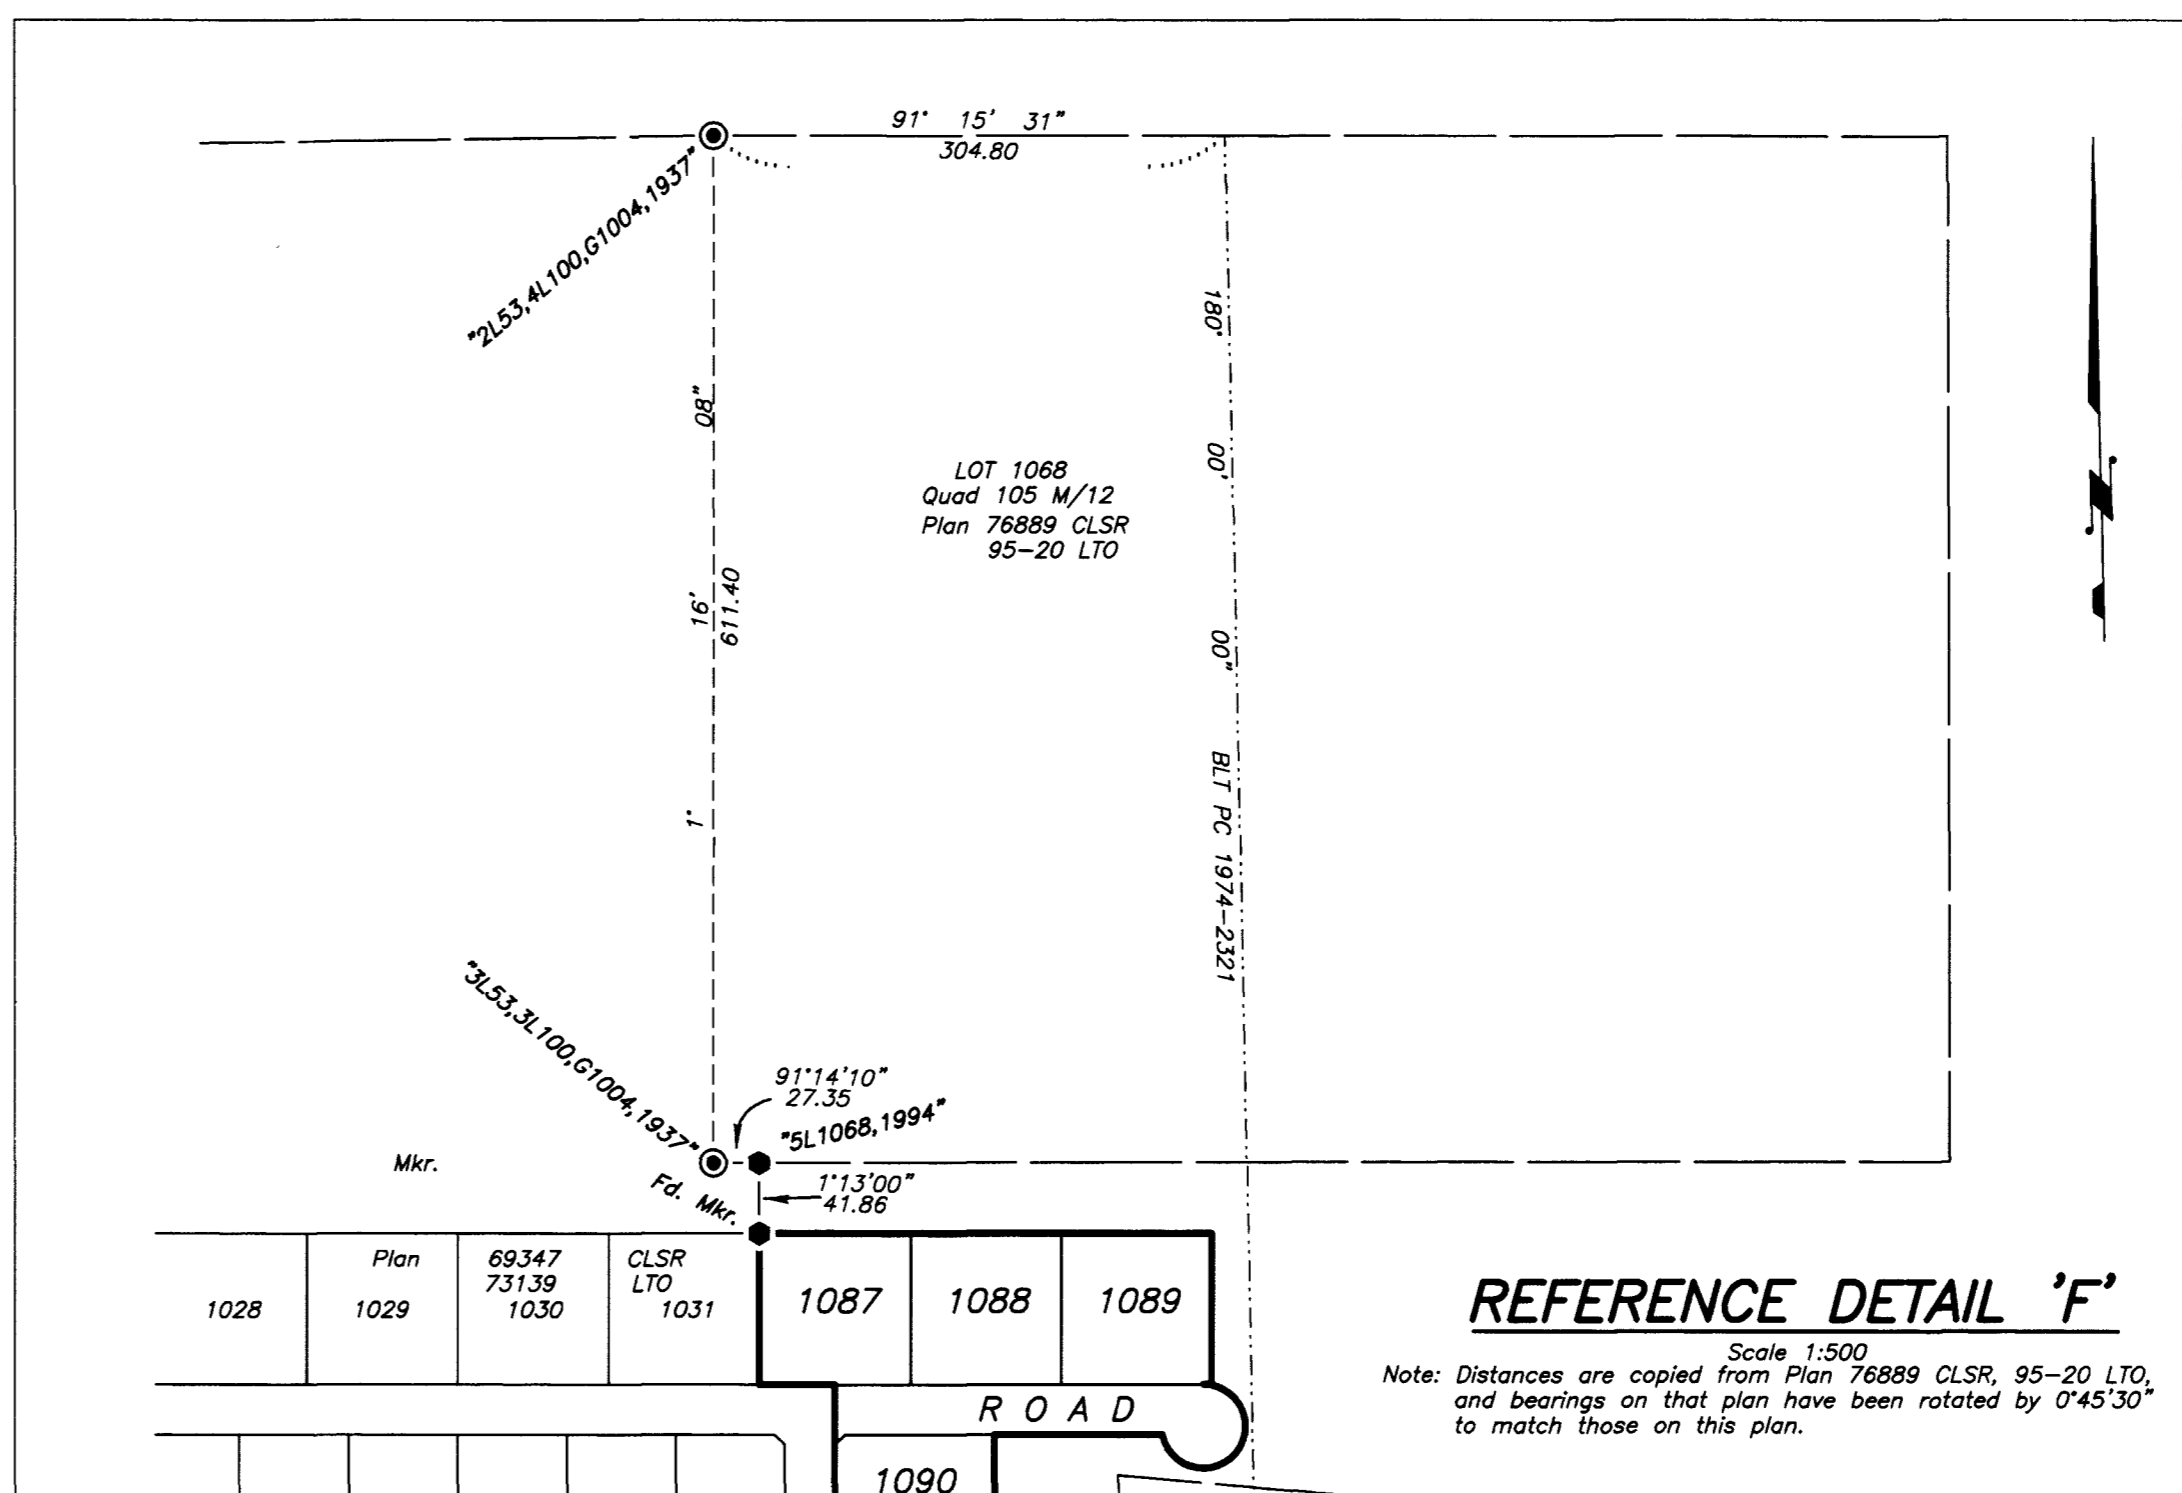 91° 15' 31"
304.80
"2L53,4L100,G1004,1937"
1° 16' 08"
611.40
180° 00' 00"
LOT 1068
Quad 105 M/12
Plan 76889 CLSR
95-20 LTO
BLT PC 1974-2321
"3L53,3L100,G1004,1937"
91°14'10"
27.35
"5L1068,1994"
Mkr.
Fd. Mkr.
1°13'00"
41.86
Plan 69347 CLSR
73139 LTO
1028 1029 1030 1031
1087 1088 1089
ROAD
1090
REFERENCE DETAIL 'F'
Scale 1:500
Note: Distances are copied from Plan 76889 CLSR, 95-20 LTO,
and bearings on that plan have been rotated by 0°45'30"
to match those on this plan.